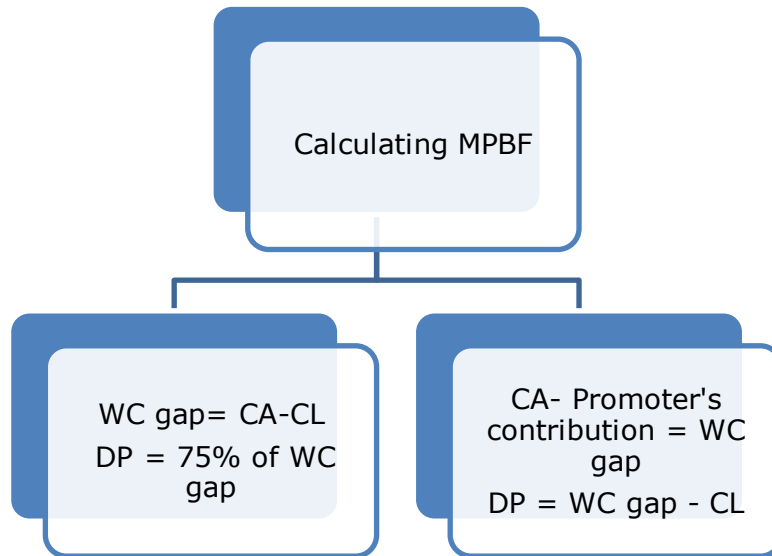 Calculating MPBF
WC gap= CA-CL
DP = 75% of WC
gap
CA- Promoter's
contribution = WC
gap
DP = WC gap - CL